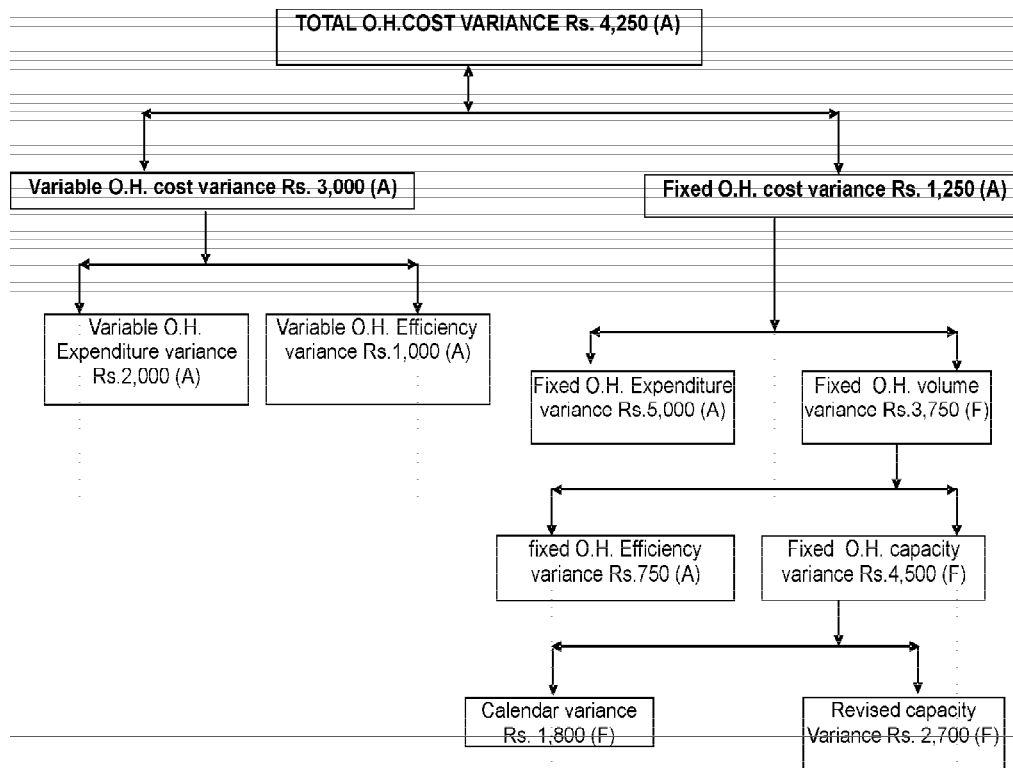 TOTAL O.H.COST VARIANCE Rs. 4,250 (A)
Variable O.H. cost variance Rs. 3,000 (A)
Fixed O.H. cost variance Rs. 1,250 (A)
Variable O.H.
Expenditure variance
Rs.2,000 (A)
Variable O.H. Efficiency
variance Rs.1,000 (A)
Fixed O.H. Expenditure
variance Rs.5,000 (A)
Fixed O.H. volume
variance Rs.3,750 (F)
fixed O.H. Efficiency
variance Rs.750 (A)
Fixed O.H. capacity
variance Rs.4,500 (F)
Calendar variance
Rs. 1,800 (F)
Revised capacity
Variance Rs. 2,700 (F)